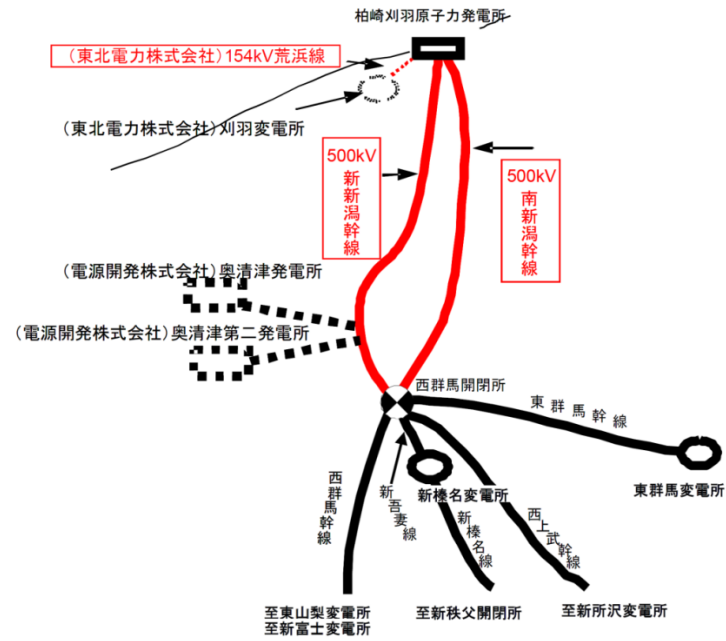 柏崎刈羽原子力発電所
（東北電力株式会社）154kV荒浜線
（東北電力株式会社）刈羽変電所
500kV
新新潟幹線
500kV
南新潟幹線
（電源開発株式会社）奥清津発電所
（電源開発株式会社）奥清津第二発電所
西群馬開閉所
東群馬幹線
東群馬変電所
西群馬幹線
新吾妻線
新榛名変電所
新榛名線
西上武幹線
至東山梨変電所
至新富士変電所
至新秩父開閉所
至新所沢変電所